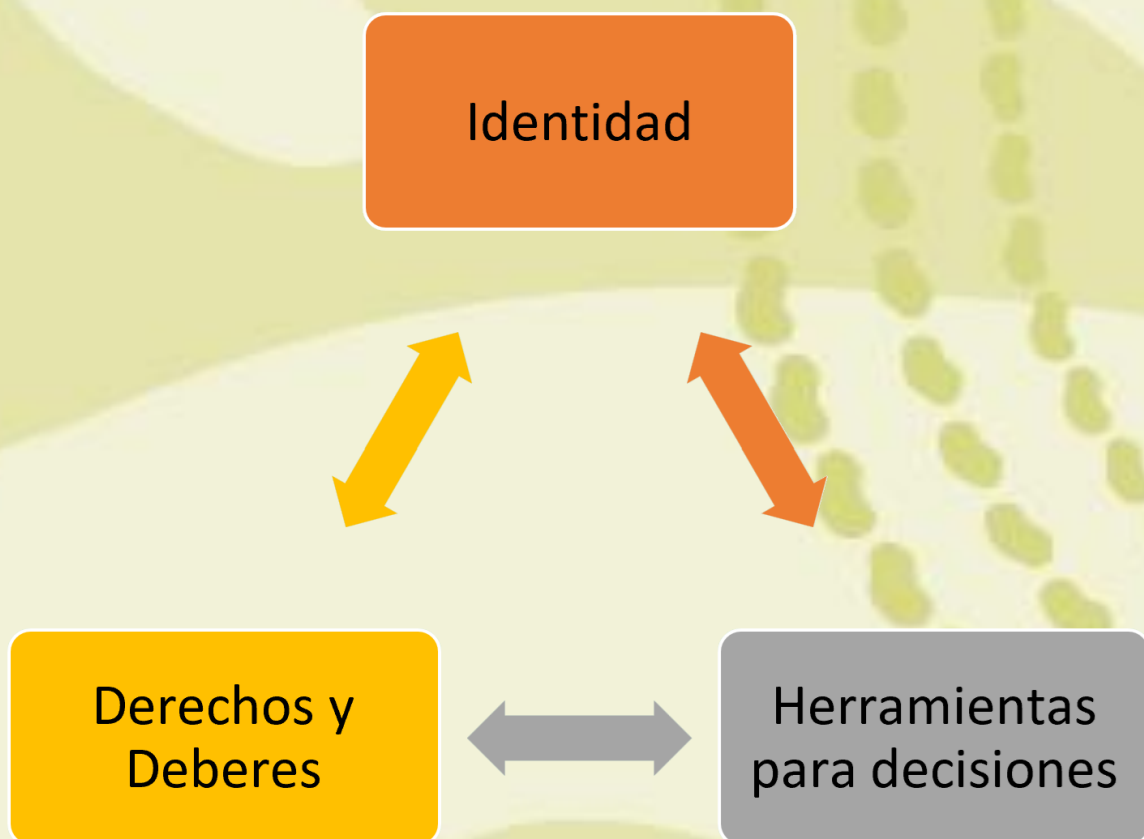 Identidad
Derechos y
Deberes
Herramientas
para decisiones